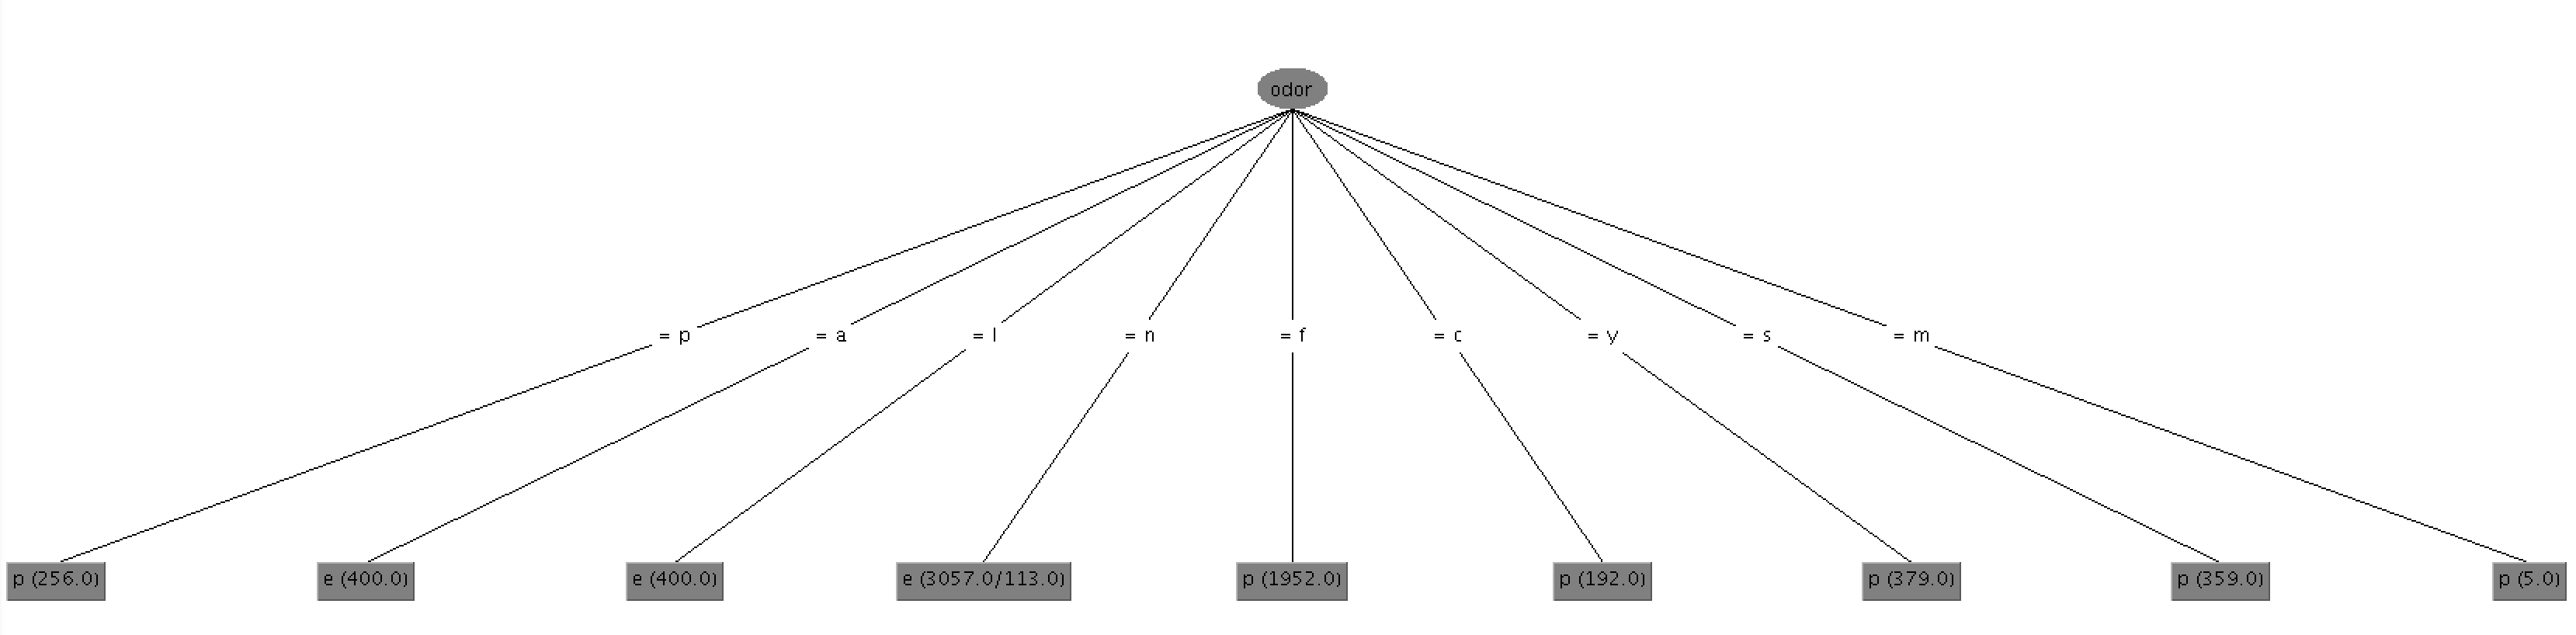 odor
= p = a = l = n = f = c = y = s = m
p (256.0) e (400.0) e (400.0) e (3057.0/113.0) p (1952.0) p (192.0) p (379.0) p (359.0) p (5.0)